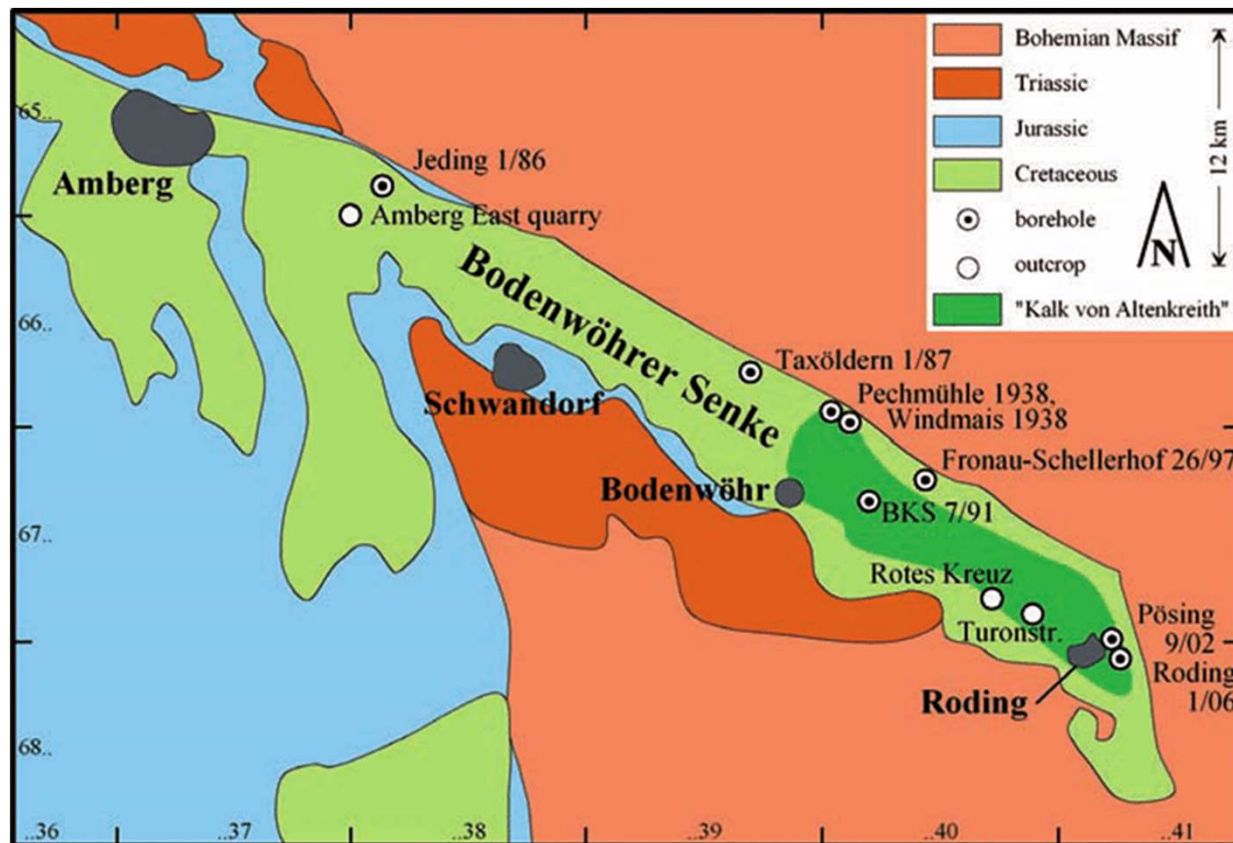 Bohemian Massif
Triassic
Jurassic
Cretaceous
borehole
outcrop
"Kalk von Altenkreith"
12 km
N
65..
Amberg
Jeding 1/86
Amberg East quarry
Bodenwöhrer Senke
66..
Schwandorf
Taxöldern 1/87
Pechmühle 1938,
Windmais 1938
Fronau-Schellerhof 26/97
Bodenwöhr
BKS 7/91
67..
Rotes Kreuz
Turonstr.
Pösing
9/02
Roding
1/06
Roding
68..
..36
..37
..38
..39
..40
..41